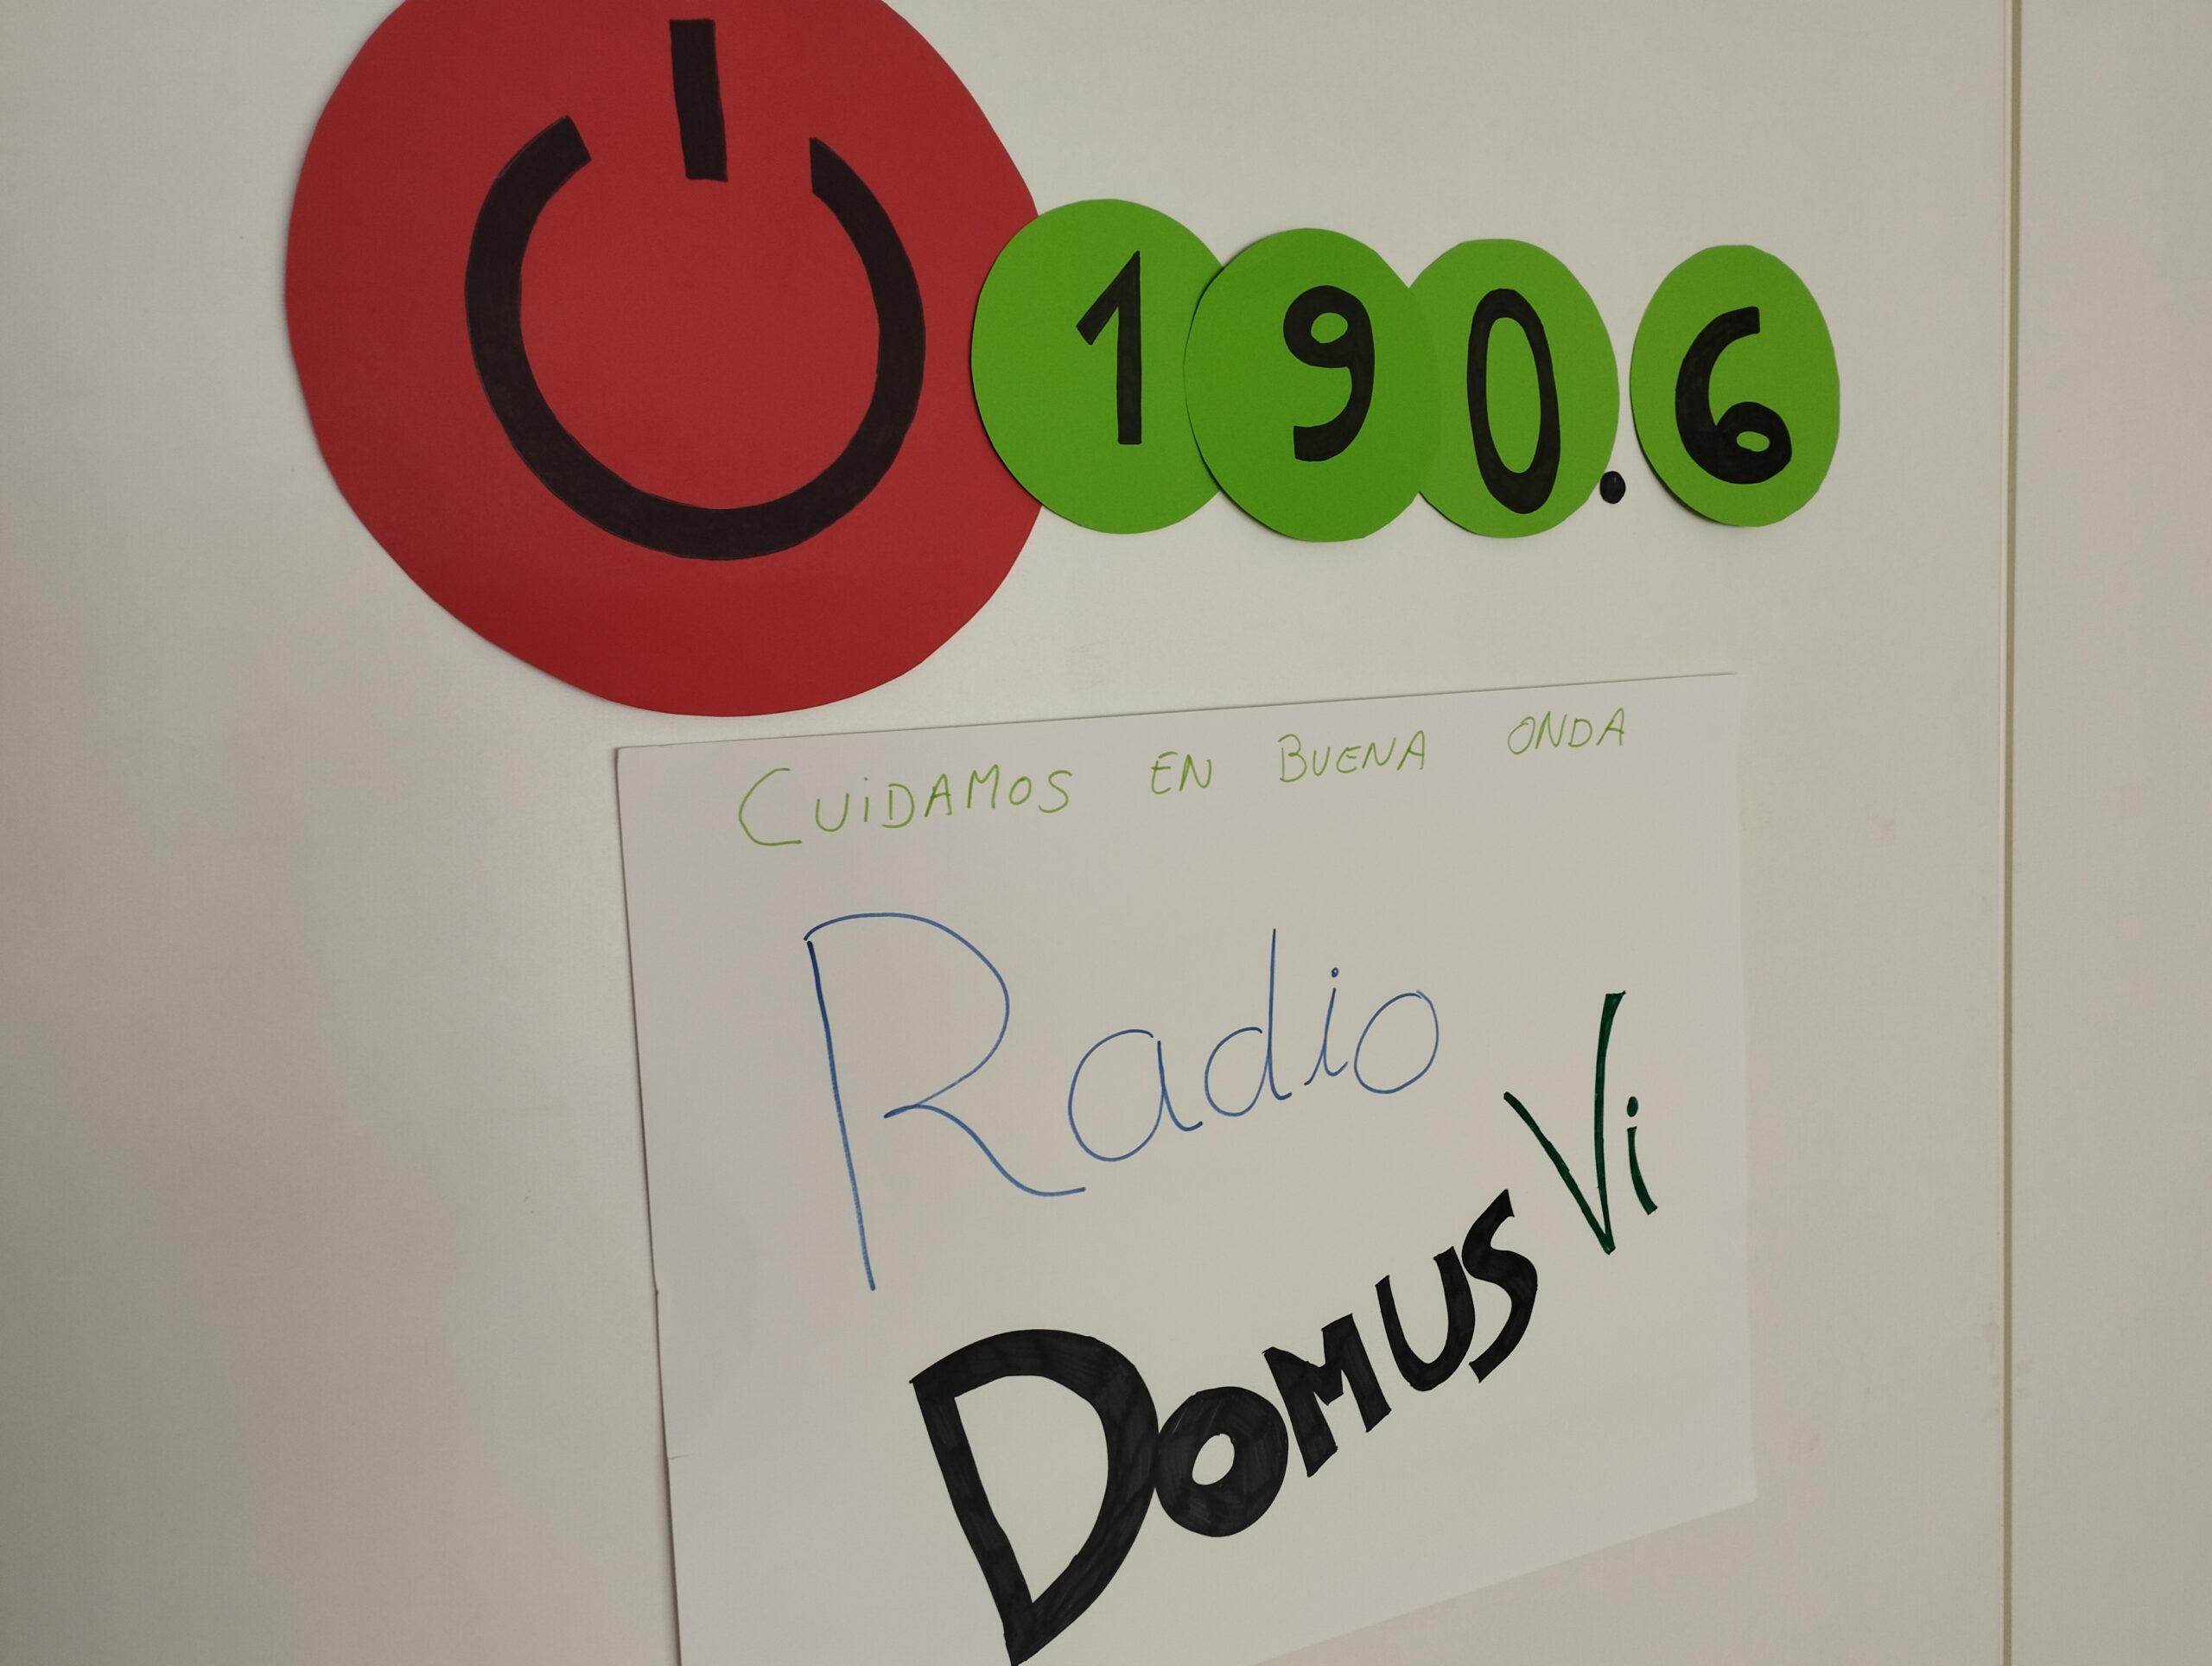 190.6
CUiDAMOS EN BUENA ONDA
Radio
DOMUS Vi